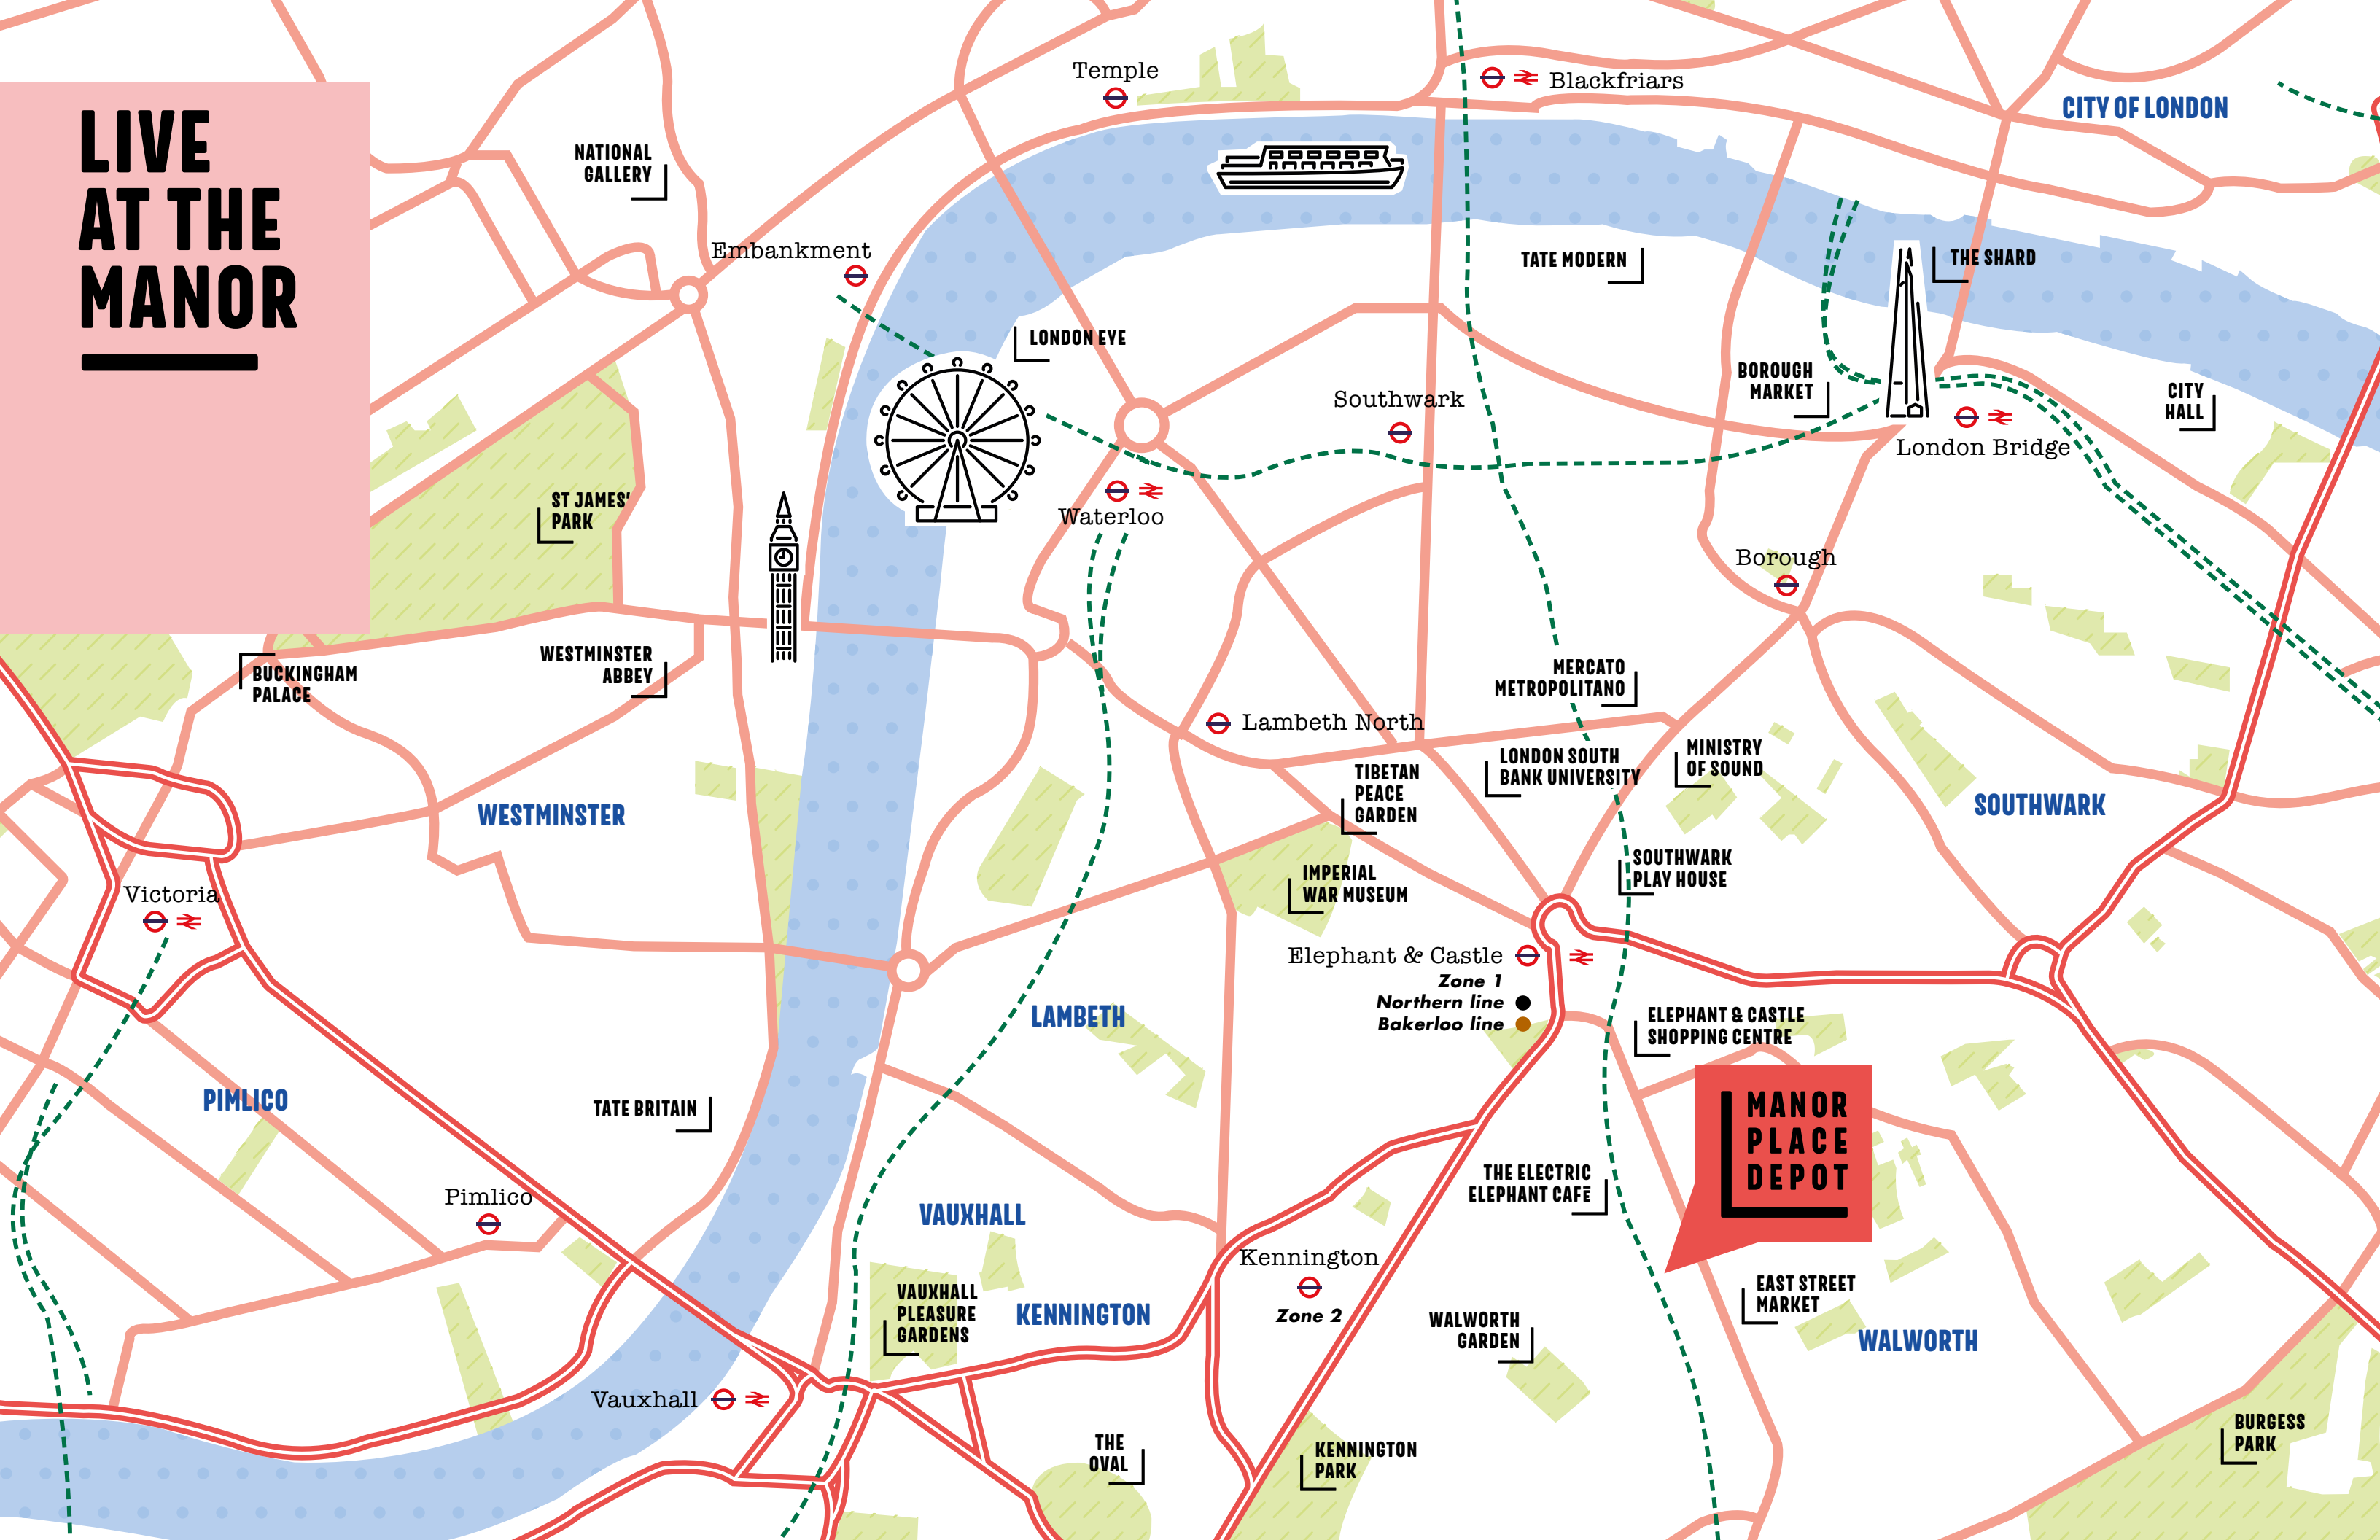 LIVE
AT THE
MANOR
Temple
Blackfriars
CITY OF LONDON
NATIONAL
GALLERY
Embankment
TATE MODERN
THE SHARD
LONDON EYE
BOROUGH
MARKET
CITY
HALL
Southwark
London Bridge
ST JAMES'
PARK
Waterloo
Borough
WESTMINSTER
ABBEY
BUCKINGHAM
PALACE
MERCATO
METROPOLITANO
Lambeth North
LONDON SOUTH
BANK UNIVERSITY
MINISTRY
OF SOUND
TIBETAN
PEACE
GARDEN
WESTMINSTER
SOUTHWARK
SOUTHWARK
PLAY HOUSE
IMPERIAL
WAR MUSEUM
Victoria
Elephant & Castle
Zone 1
Northern line
Bakerloo line
LAMBETH
ELEPHANT & CASTLE
SHOPPING CENTRE
PIMLICO
TATE BRITAIN
MANOR
PLACE
DEPOT
THE ELECTRIC
ELEPHANT CAFē
Pimlico
VAUXHALL
Kennington
Zone 2
VAUXHALL
PLEASURE
GARDENS
KENNINGTON
EAST STREET
MARKET
WALWORTH
GARDEN
WALWORTH
Vauxhall
THE
OVAL
KENNINGTON
PARK
BURGESS
PARK